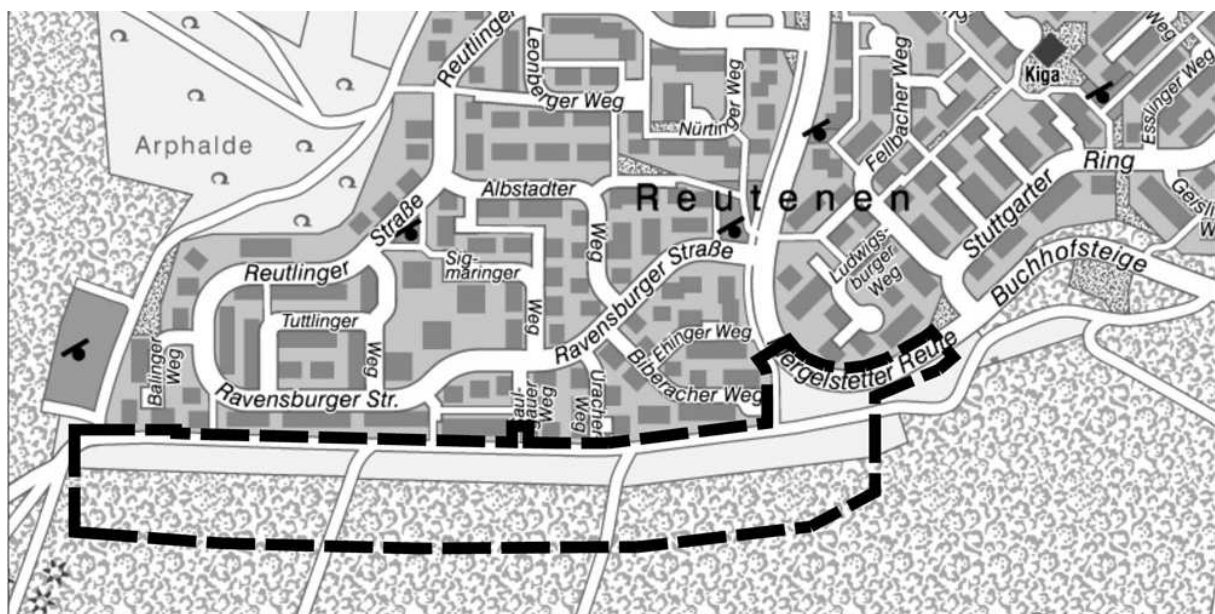 Reutlinger
Leonberger Weg
Nürtinger Weg
Fellbacher Weg
Kiga
Weg
Esslinger Weg
Arphalde
Ring
Albstadter
Weg
Reutenen
Straße
Stuttgarter
Reutlinger
Sig-
maringer
Weg
Ravensburger Straße
Ludwigs-
burger
Weg
Buchhofsteige
Tuttlinger
Weg
Balinger
Weg
Ehinger Weg
Biberacher Weg
Mergelstetter Reute
Ravensburger Str.
Weg
Uracher
Weg